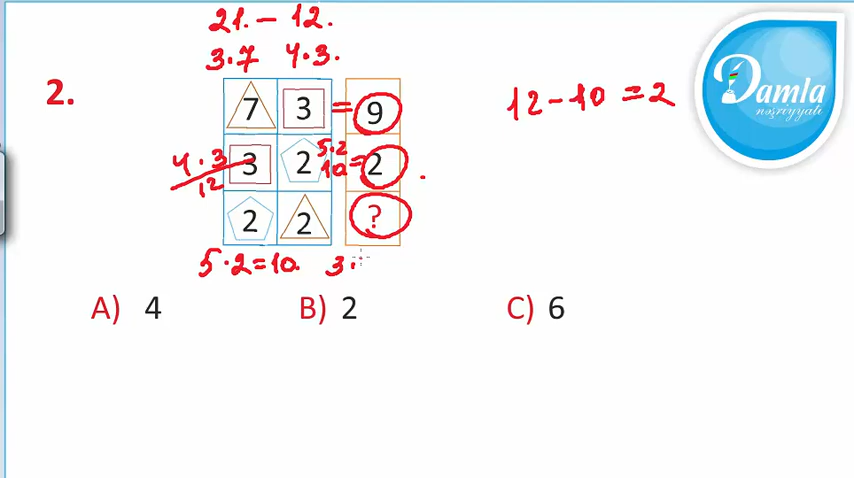 21. - 12.
3·7 4·3.
2.
7 3 = 9
12-10=2
Damla
nəşriyyatı
4·3
12
3 2 5·2
10 = 2 .
2 2 ?
5·2=10. 3·
A) 4 B) 2 C) 6